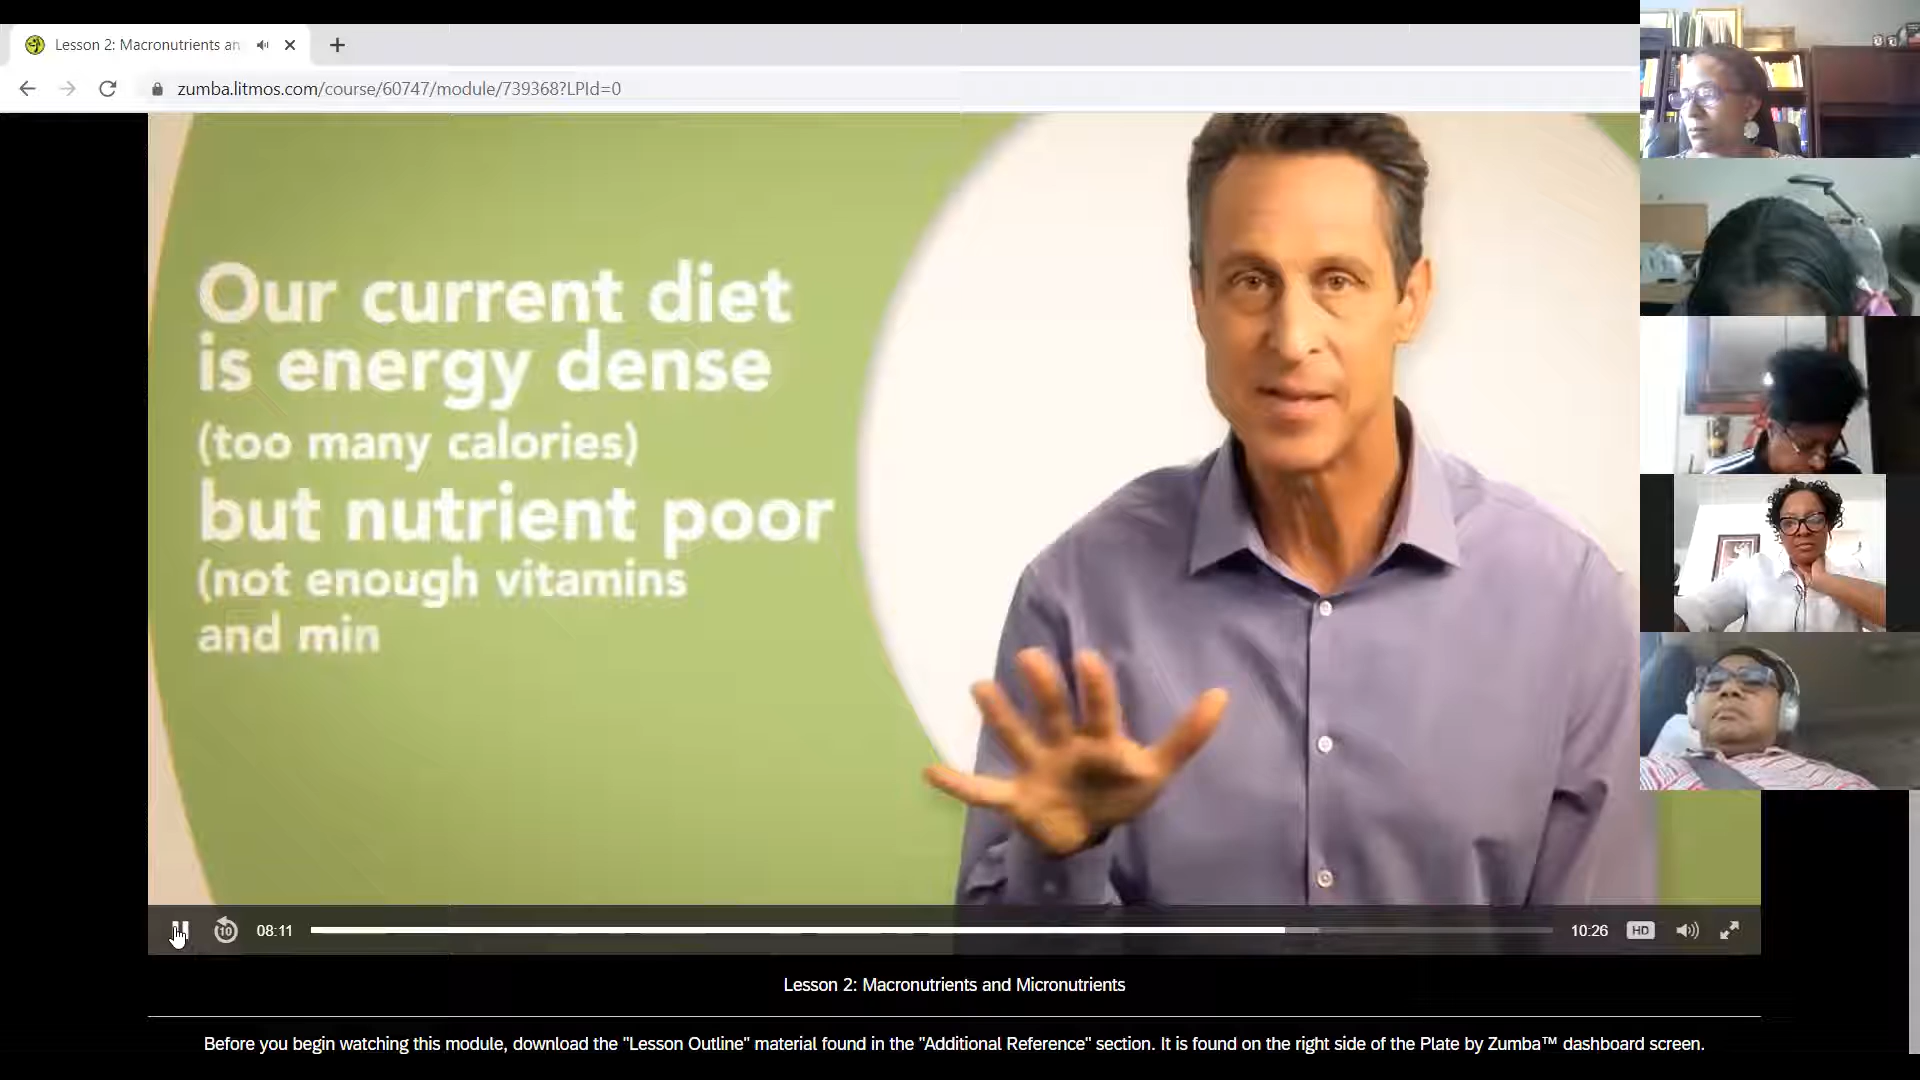 Lesson 2: Macronutrients an
zumba.litmos.com/course/60747/module/739368?LPId=0
Our current diet
is energy dense
(too many calories)
but nutrient poor
(not enough vitamins
and min
10
08:11
10:26
HD
Lesson 2: Macronutrients and Micronutrients
Before you begin watching this module, download the "Lesson Outline" material found in the "Additional Reference" section. It is found on the right side of the Plate by Zumba™ dashboard screen.